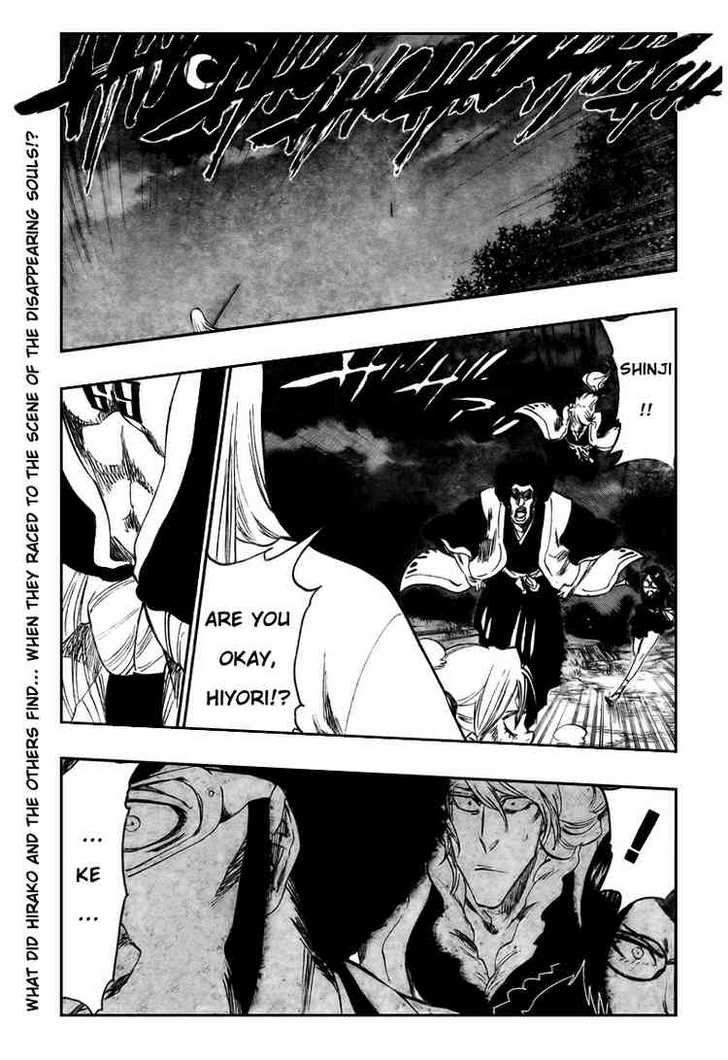 WHAT DID HIRAKO AND THE OTHERS FIND... WHEN THEY RACED TO THE SCENE OF THE DISAPPEARING SOULS!?
SHINJI
!!
ARE YOU
OKAY,
HIYORI!?
69
!
...
KE
...